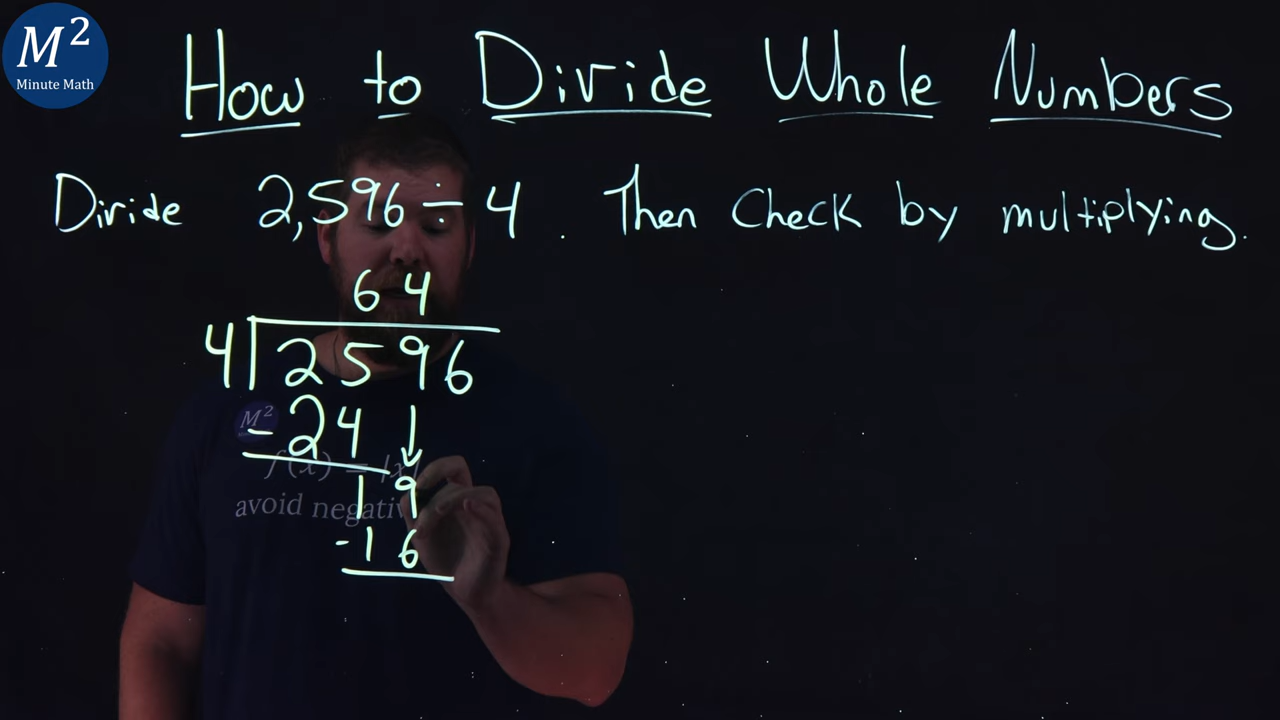 M²
Minute Math
How to Divide Whole Numbers
Divide 2,596 ÷ 4 . Then Check by multiplying.
64
4 2596
- 24 ↓
19
-16
M²
f(x) = |x|
avoid